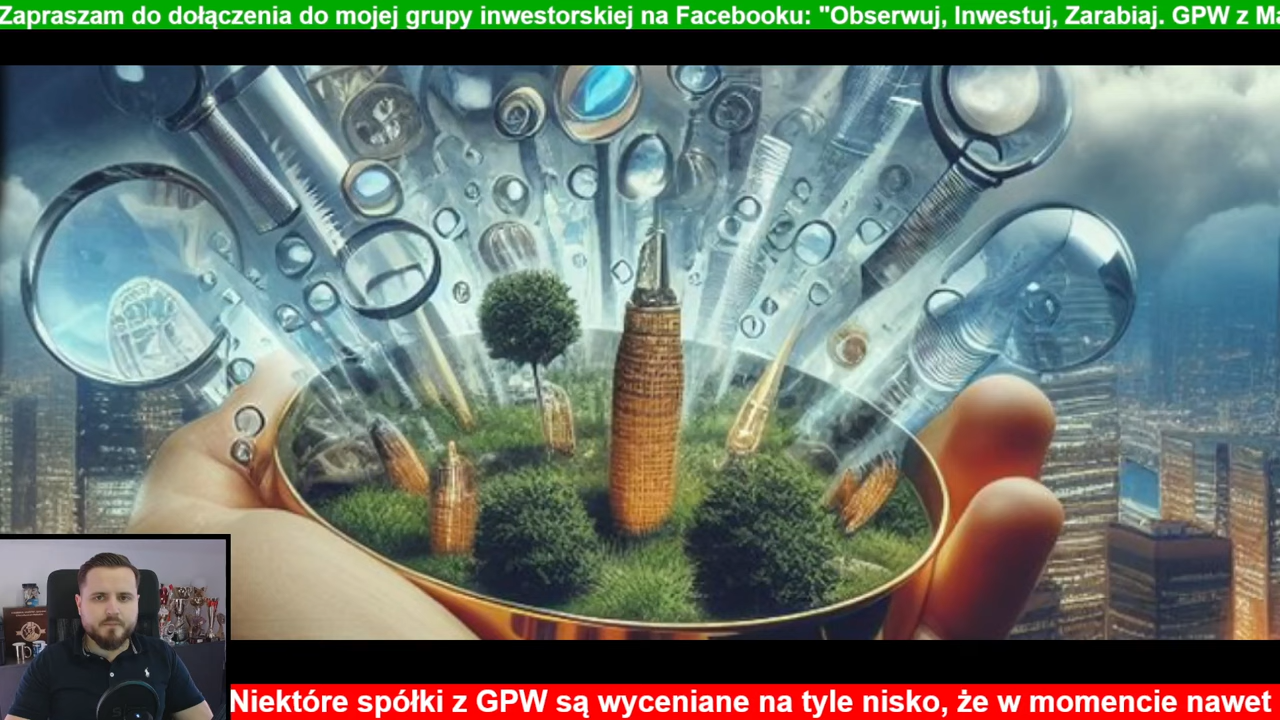 Zapraszam do dołączenia do mojej grupy inwestorskiej na Facebooku: "Obserwuj, Inwestuj, Zarabiaj. GPW z Ma
Niektóre spółki z GPW są wyceniane na tyle nisko, że w momencie nawet